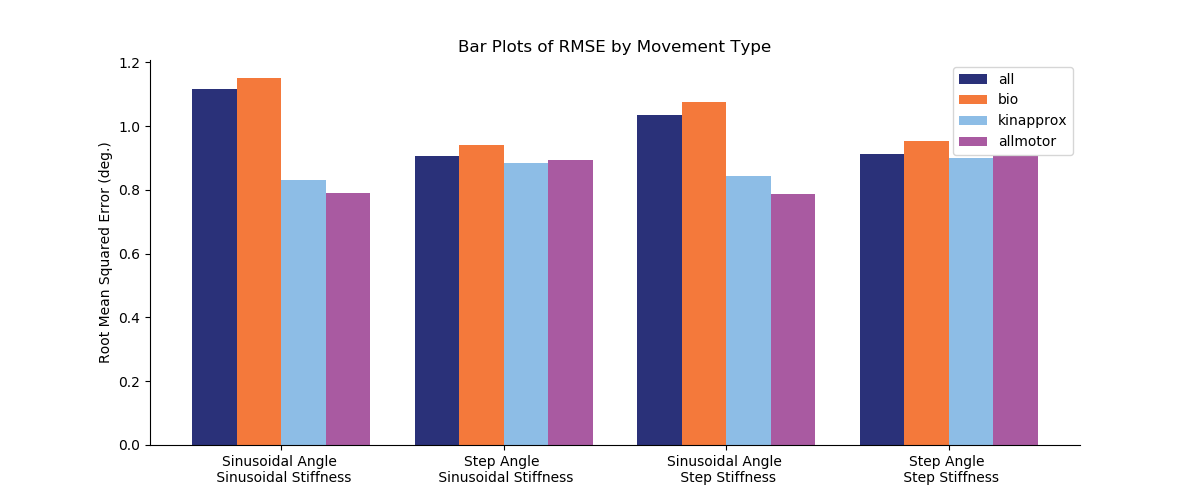 Bar Plots of RMSE by Movement Type
Root Mean Squared Error (deg.)
1.2
1.0
0.8
0.6
0.4
0.2
0.0
all
bio
kinapprox
allmotor
Sinusoidal Angle
Sinusoidal Stiffness
Step Angle
Sinusoidal Stiffness
Sinusoidal Angle
Step Stiffness
Step Angle
Step Stiffness